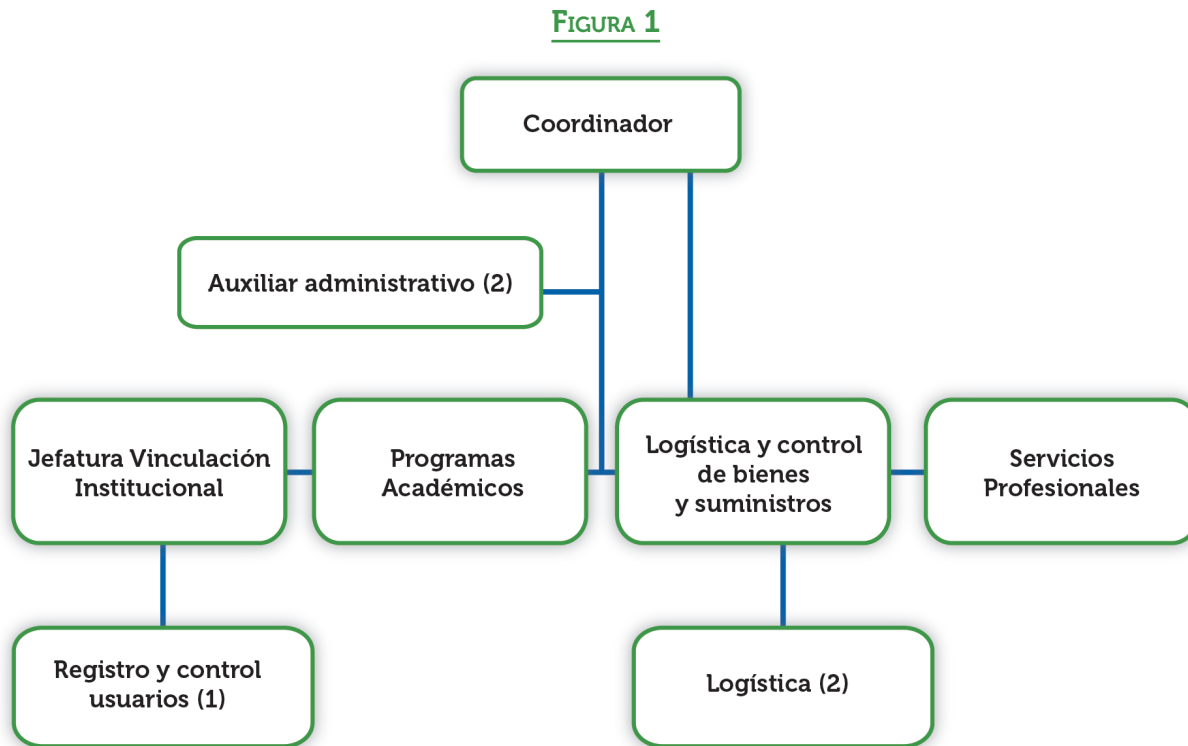 FIGURA 1
Coordinador
Auxiliar administrativo (2)
Jefatura Vinculación
Institucional
Programas
Académicos
Logística y control
de bienes
y suministros
Servicios
Profesionales
Registro y control
usuarios (1)
Logística (2)